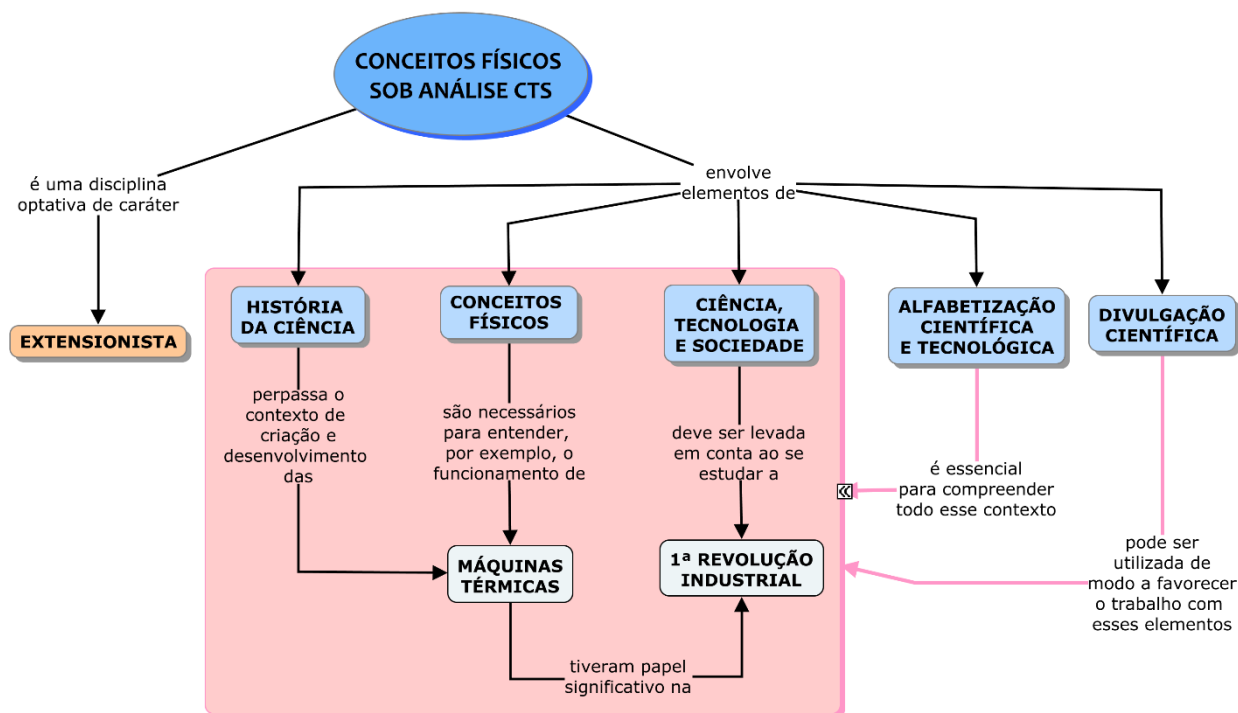 CONCEITOS FÍSICOS
SOB ANÁLISE CTS
é uma disciplina
optativa de caráter
envolve
elementos de
EXTENSIONISTA
HISTÓRIA
DA CIÊNCIA
CONCEITOS
FÍSICOS
CIÊNCIA,
TECNOLOGIA
E SOCIEDADE
ALFABETIZAÇÃO
CIENTÍFICA
E TECNOLÓGICA
DIVULGAÇÃO
CIENTÍFICA
perpassa o
contexto de
criação e
desenvolvimento
das
são necessários
para entender,
por exemplo, o
funcionamento de
deve ser levada
em conta ao se
estudar a
é essencial
para compreender
todo esse contexto
pode ser
utilizada de
modo a favorecer
o trabalho com
esses elementos
MÁQUINAS
TÉRMICAS
1ª REVOLUÇÃO
INDUSTRIAL
tiveram papel
significativo na